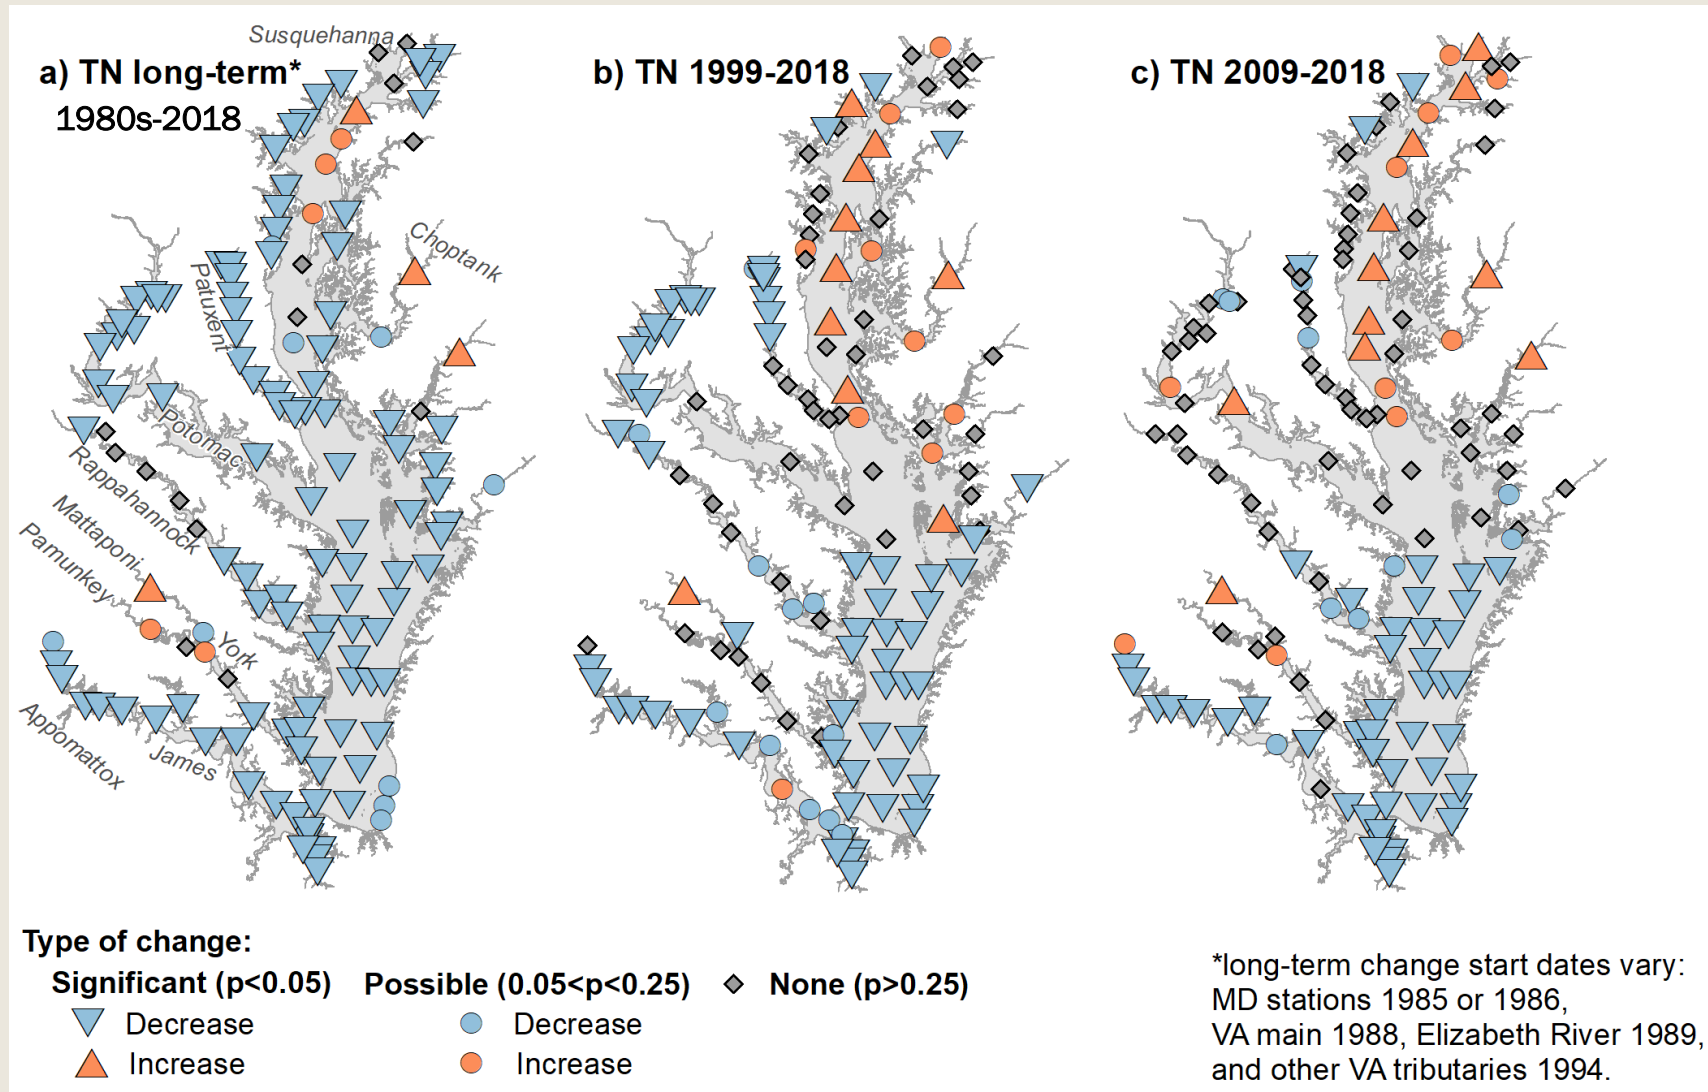 Susquehanna
a) TN long-term*
1980s-2018
b) TN 1999-2018
c) TN 2009-2018
Choptank
Patuxent
Potomac
Rappahannock
Mattaponi
Pamunkey
York
Appomattox
James
Type of change:
Significant (p<0.05)
Decrease
Increase
Possible (0.05<p<0.25)
Decrease
Increase
None (p>0.25)
*long-term change start dates vary:
MD stations 1985 or 1986,
VA main 1988, Elizabeth River 1989,
and other VA tributaries 1994.